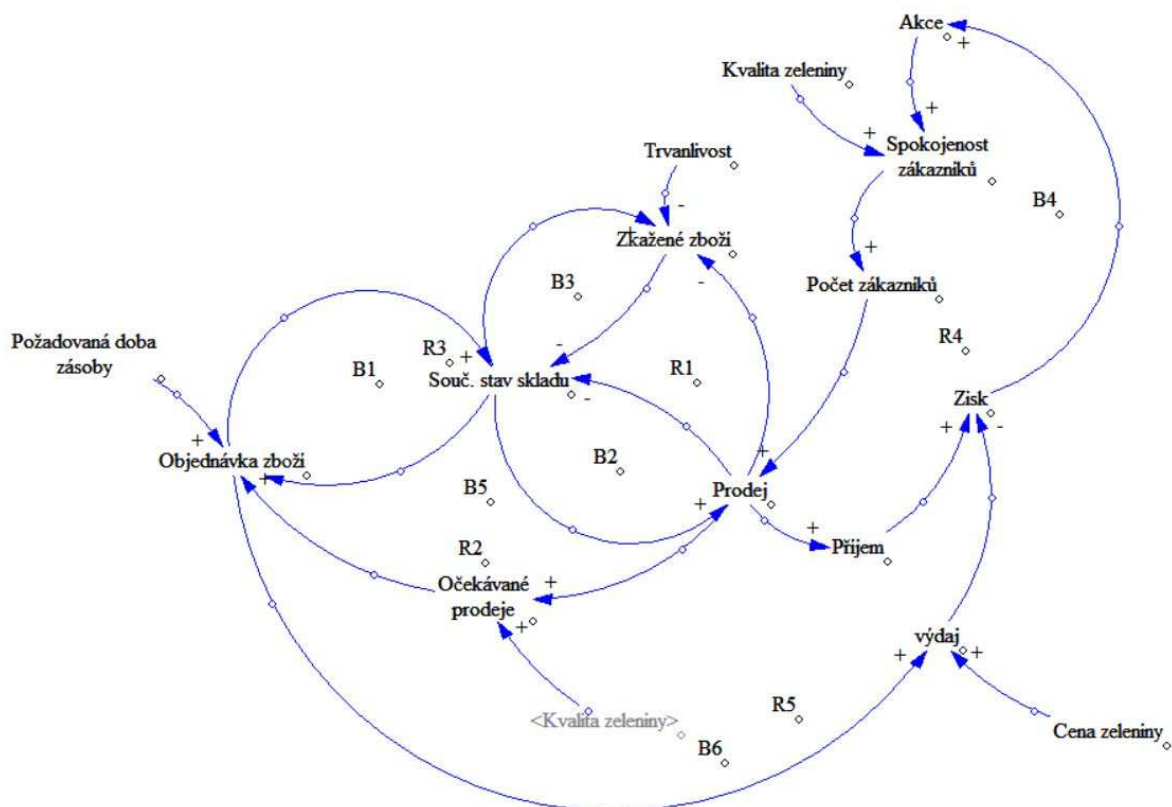 Akce
+
Kvalita zeleniny
+
+
Spokojenost
zákazníků
Trvanlivost
-
B4
+
Zkažené zboží
+
-
Počet zákazníků
B3
Požadovaná doba
zásoby
R3
+
B1
-
R4
Souč. stav skladu
-
R1
Zisk
+
-
+
Objednávka zboží
+
B2
+
B5
+
Prodej
+
Příjem
R2
Očekávané
prodeje
+
+
výdaj
+
+
R5
<Kvalita zeleniny>
Cena zeleniny
B6